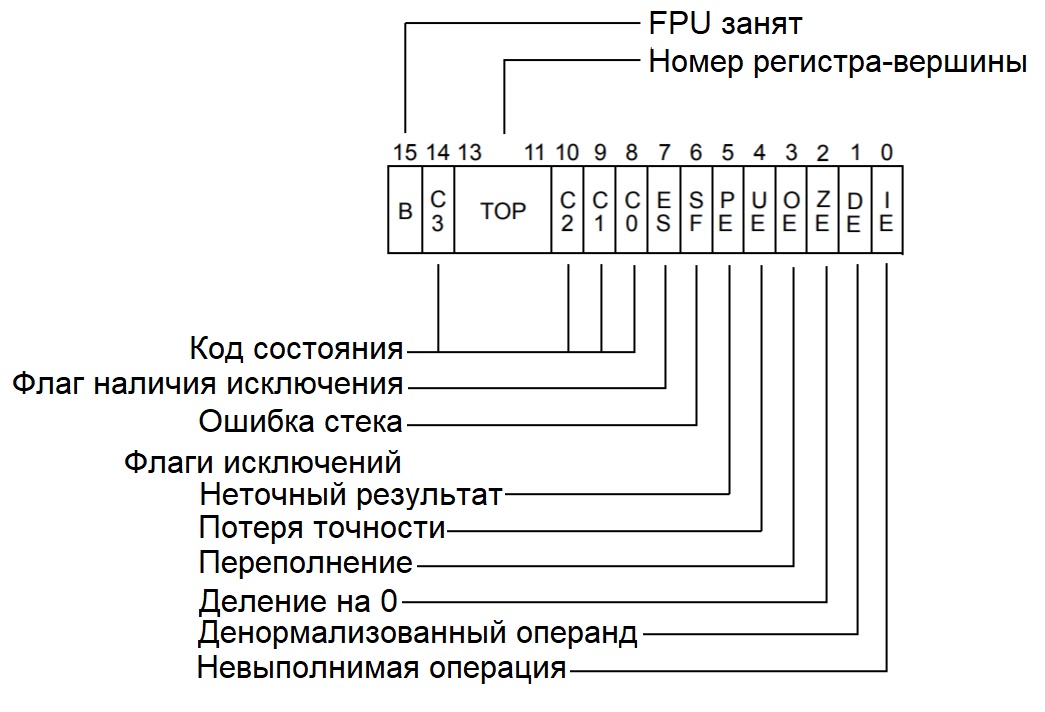 FPU занят
Номер регистра-вершины
15 14 13 11 10 9 8 7 6 5 4 3 2 1 0
B C3 TOP C2 C1 C0 ES SF PE UE OE ZE DE IE
Код состояния
Флаг наличия исключения
Ошибка стека
Флаги исключений
Неточный результат
Потеря точности
Переполнение
Деление на 0
Денормализованный операнд
Невыполнимая операция